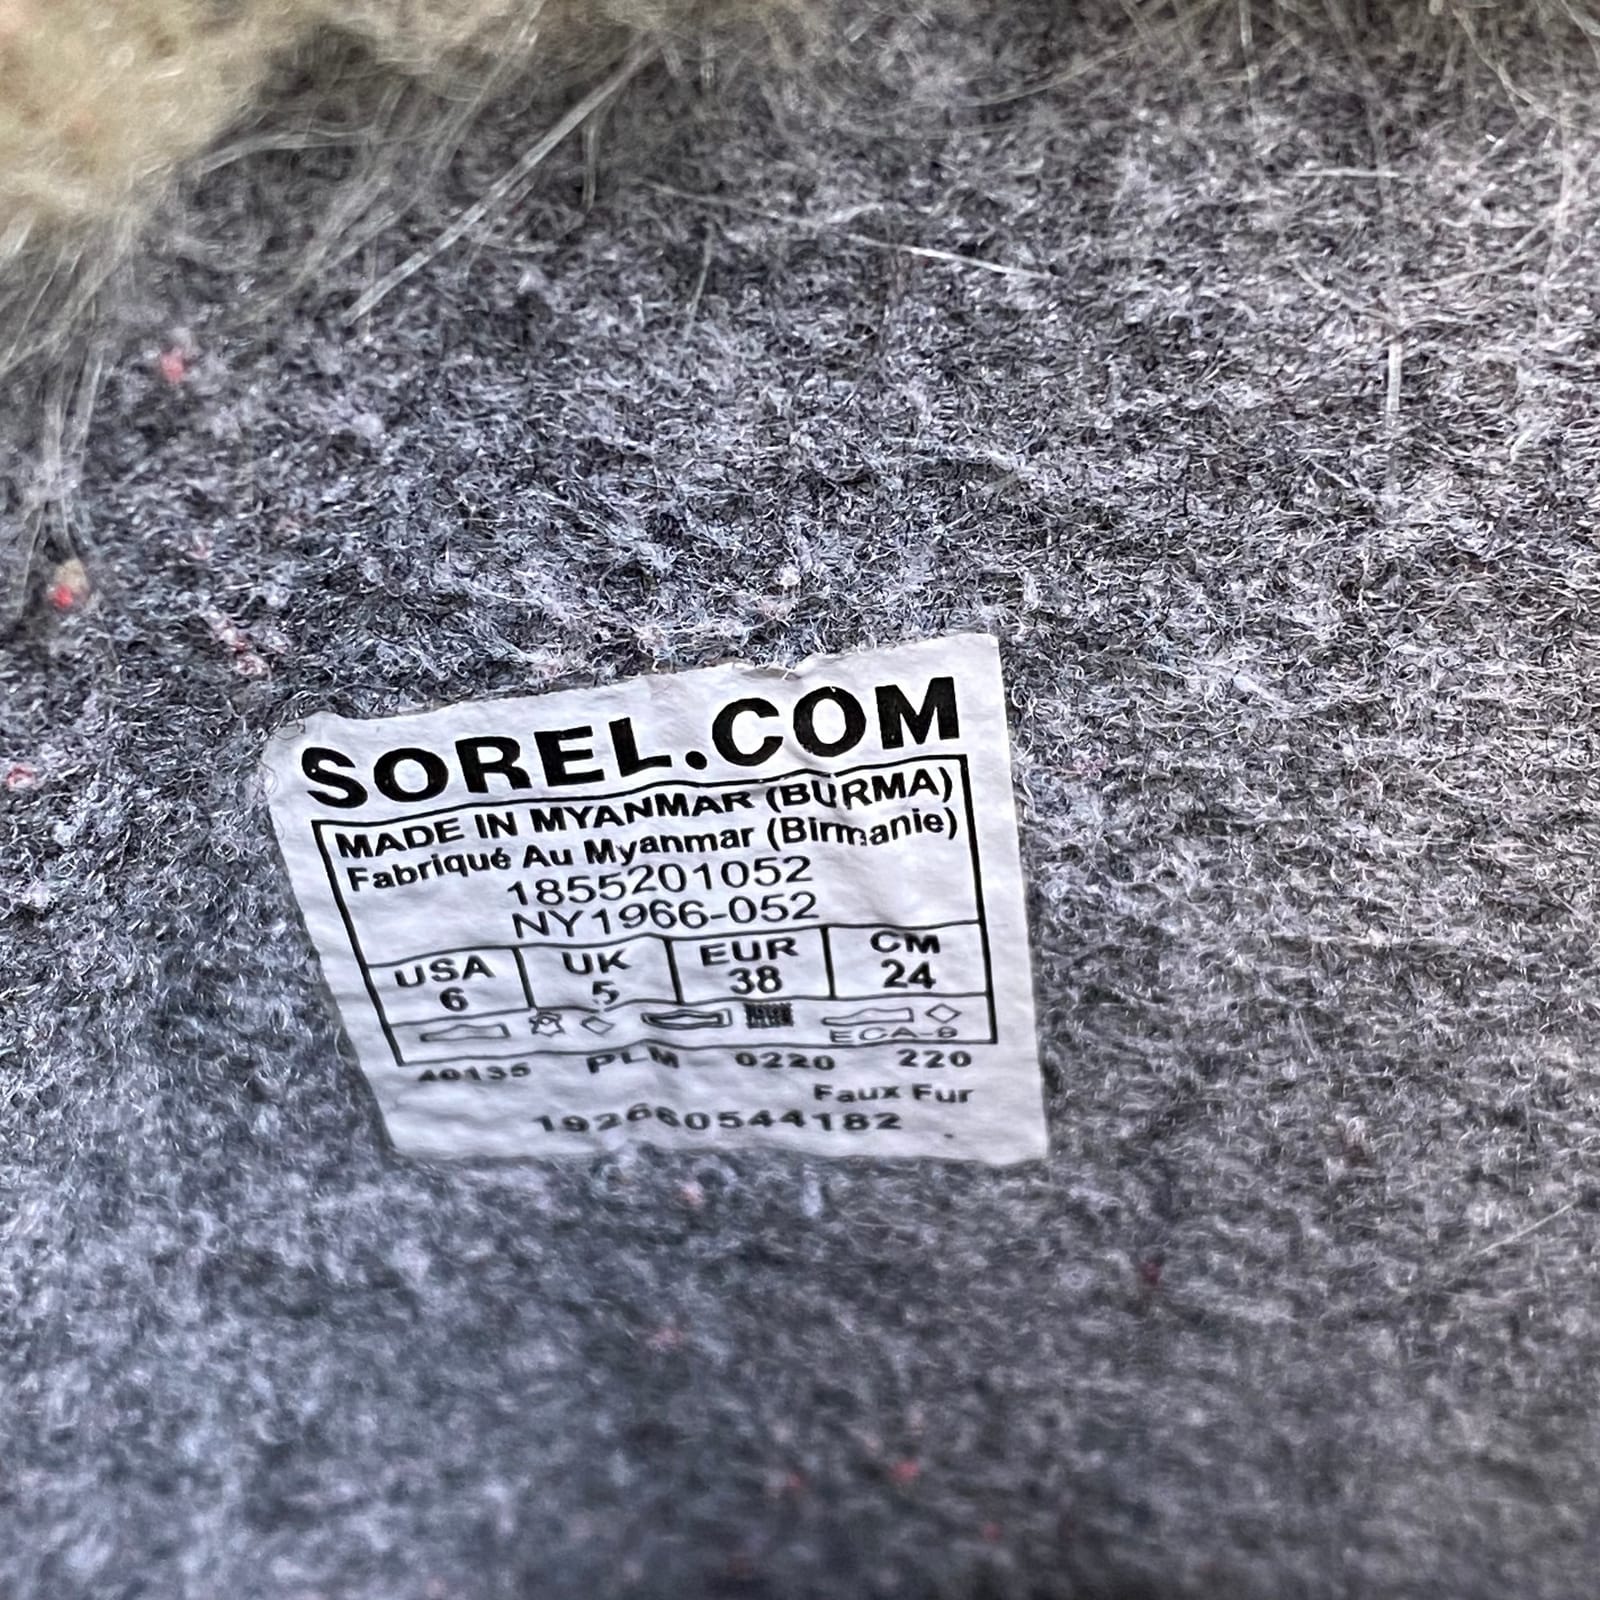 SOREL.COM
MADE IN MYANMAR (BURMA)
Fabriqué Au Myanmar (Birmanie)
1855201052
NY1966-052
USA UK EUR CM
6 5 38 24
ECA-9
40135 PLM 0220 220
Faux Fur
192660544182